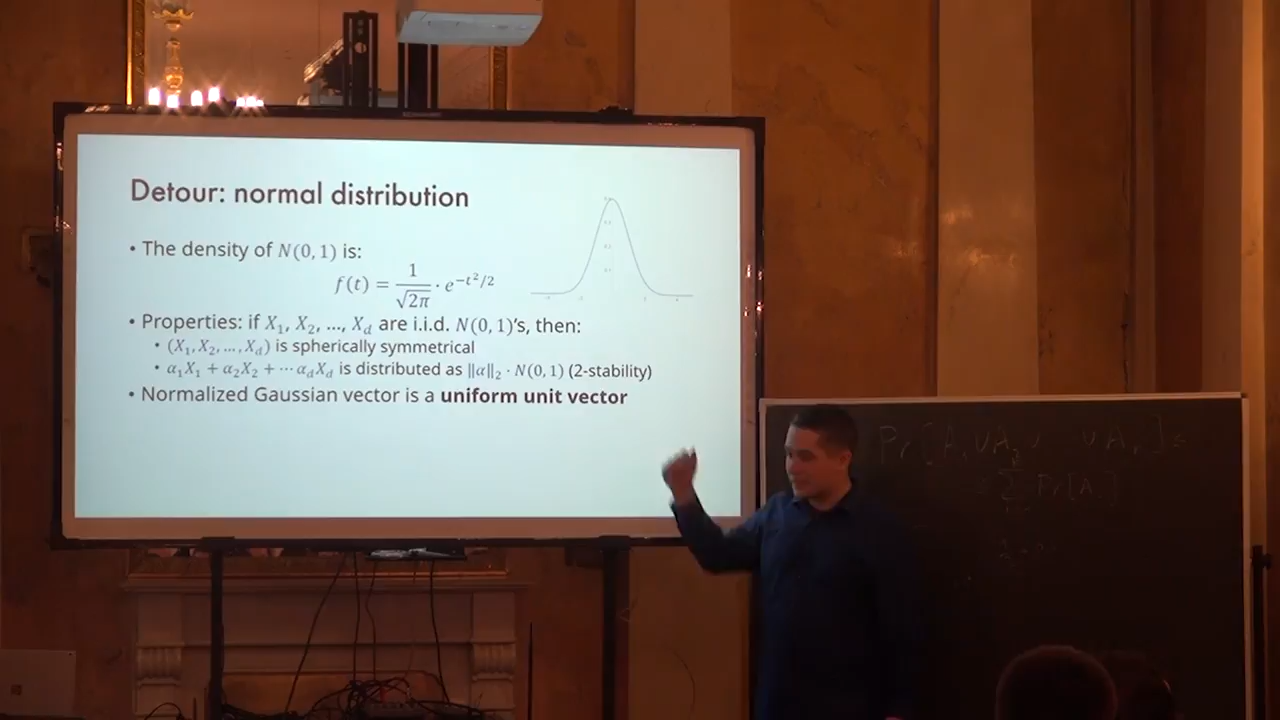 Detour: normal distribution
• The density of N(0, 1) is:
f(t) = 1/√2π · e^{−t²/2}
• Properties: if X₁, X₂, ..., X_d are i.i.d. N(0, 1)'s, then:
• (X₁, X₂, ..., X_d) is spherically symmetrical
• α₁X₁ + α₂X₂ + ⋯ α_dX_d is distributed as ‖α‖₂ · N(0, 1) (2-stability)
• Normalized Gaussian vector is a uniform unit vector
Pr[A₁ ∪ A₂ ∪
Pr[A